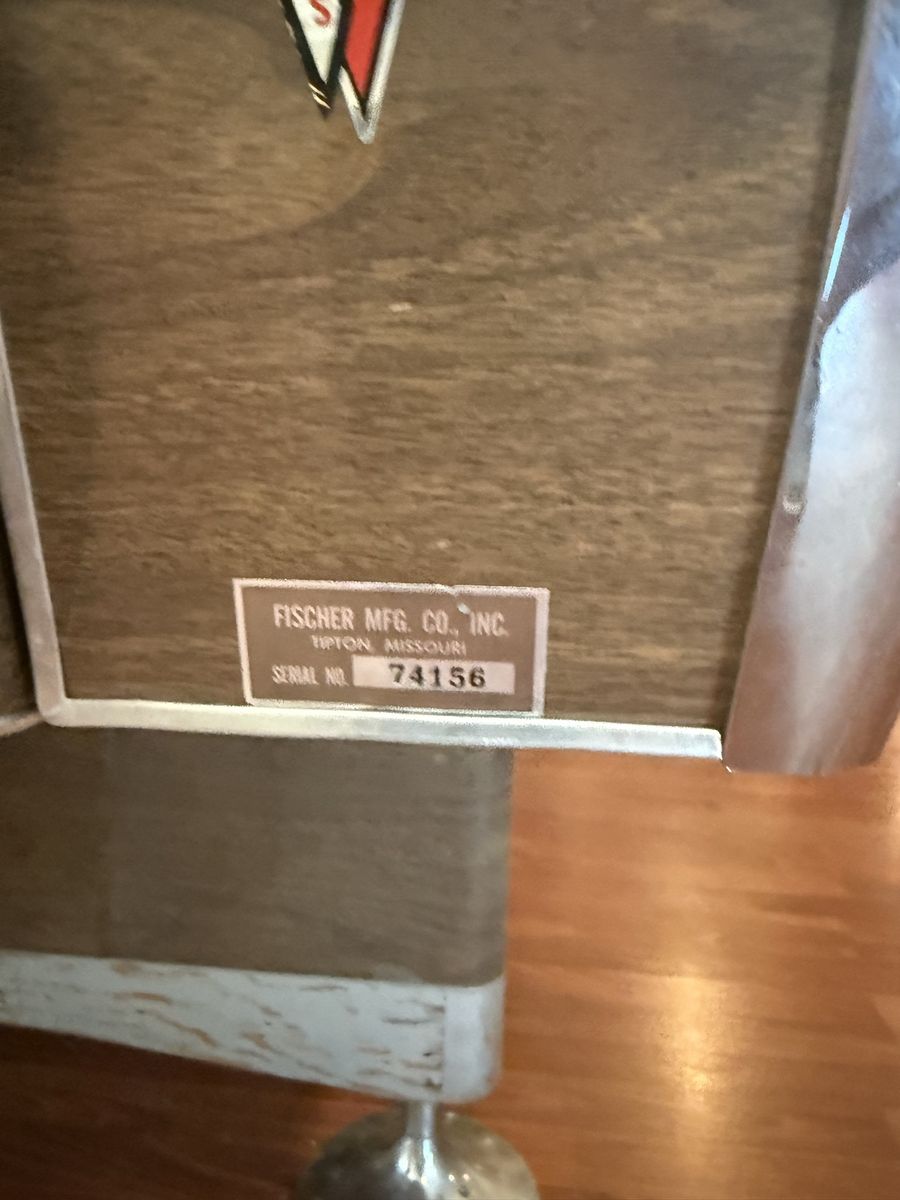 S
FISCHER MFG. CO., INC.
TIPTON, MISSOURI
SERIAL NO. 74156